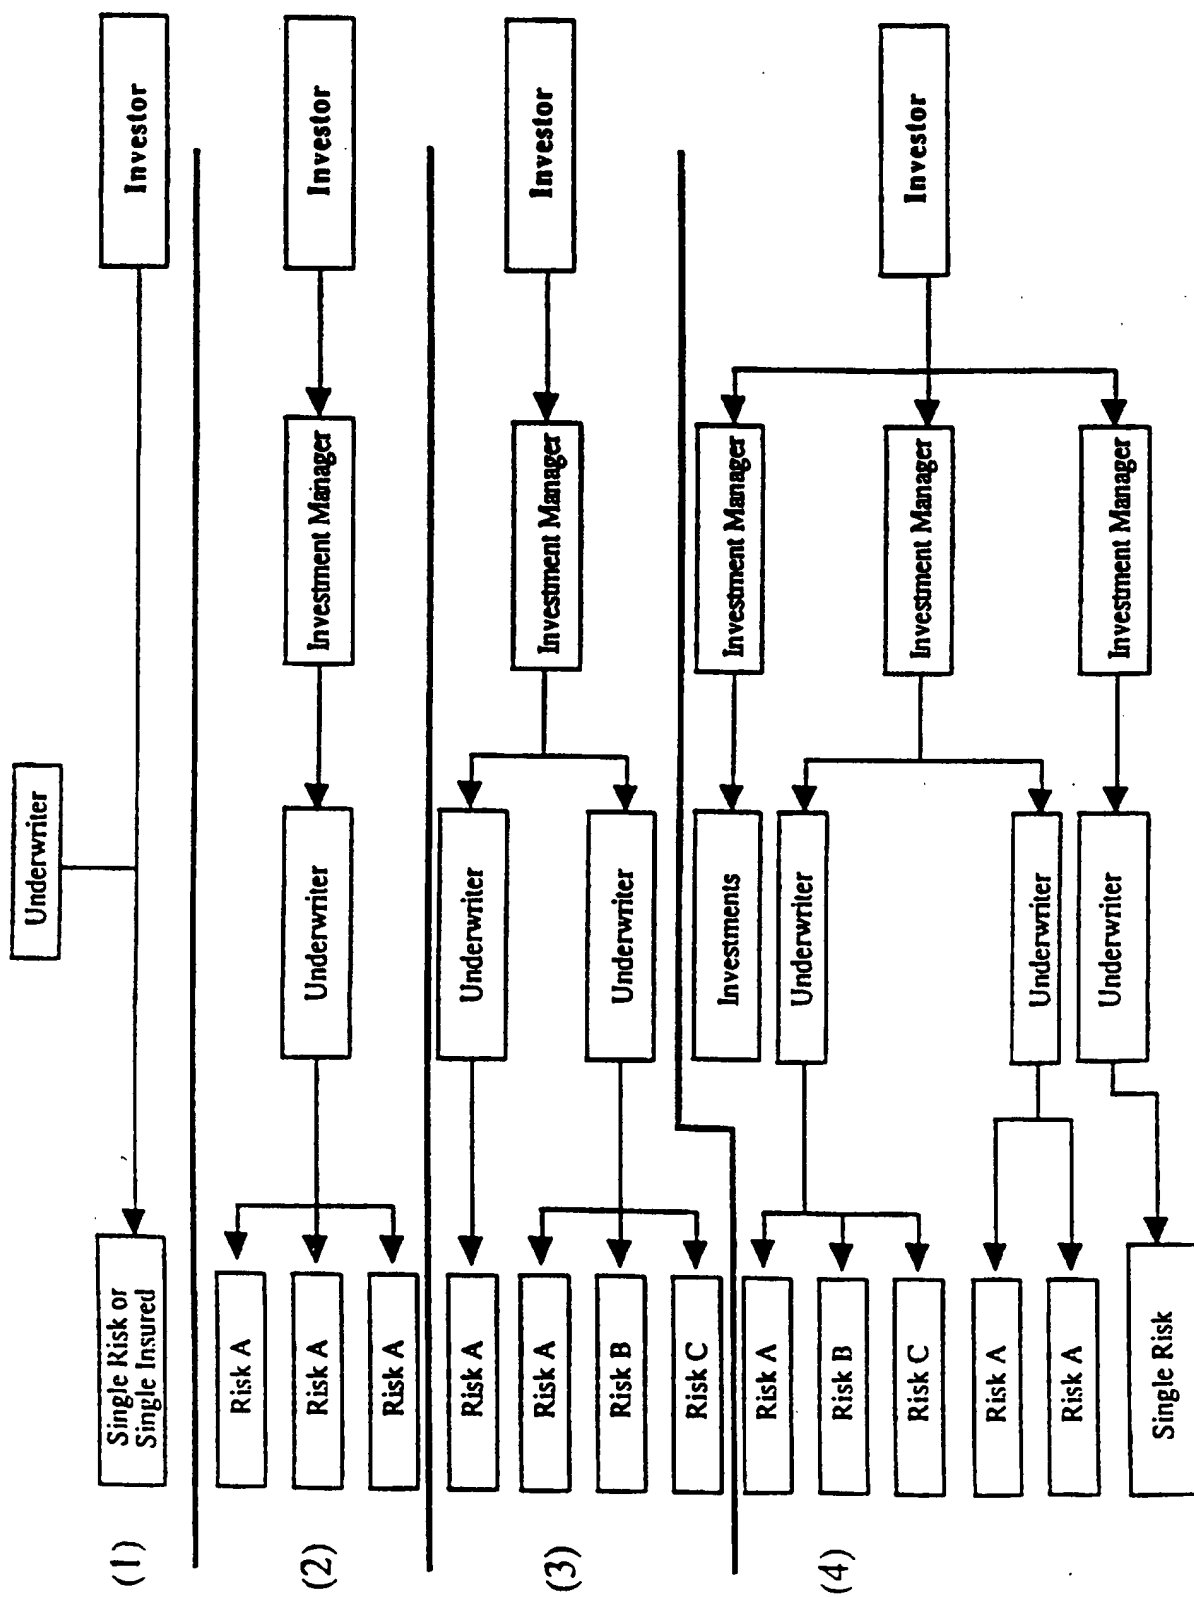 Underwriter
(1)
Single Risk or
Single Insured
Investor
(2)
Risk A
Risk A
Risk A
Underwriter
Investment Manager
Investor
(3)
Risk A
Risk A
Risk B
Risk C
Underwriter
Underwriter
Investment Manager
Investor
(4)
Risk A
Risk B
Risk C
Risk A
Risk A
Single Risk
Investments
Underwriter
Underwriter
Underwriter
Investment Manager
Investment Manager
Investment Manager
Investor